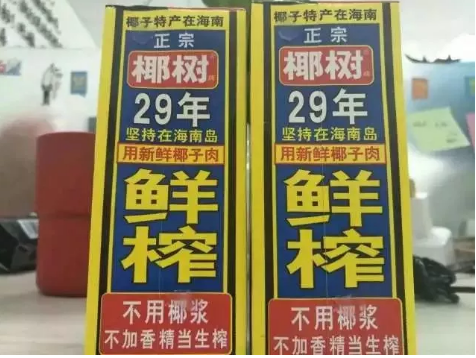 椰子特产在海南
正宗
椰树
29年
坚持在海南岛
用新鲜椰子肉
鲜榨
不用椰浆
不加香精当生榨
椰子特产在海南
正宗
椰树
29年
坚持在海南岛
用新鲜椰子肉
鲜榨
不用椰浆
不加香精当生榨